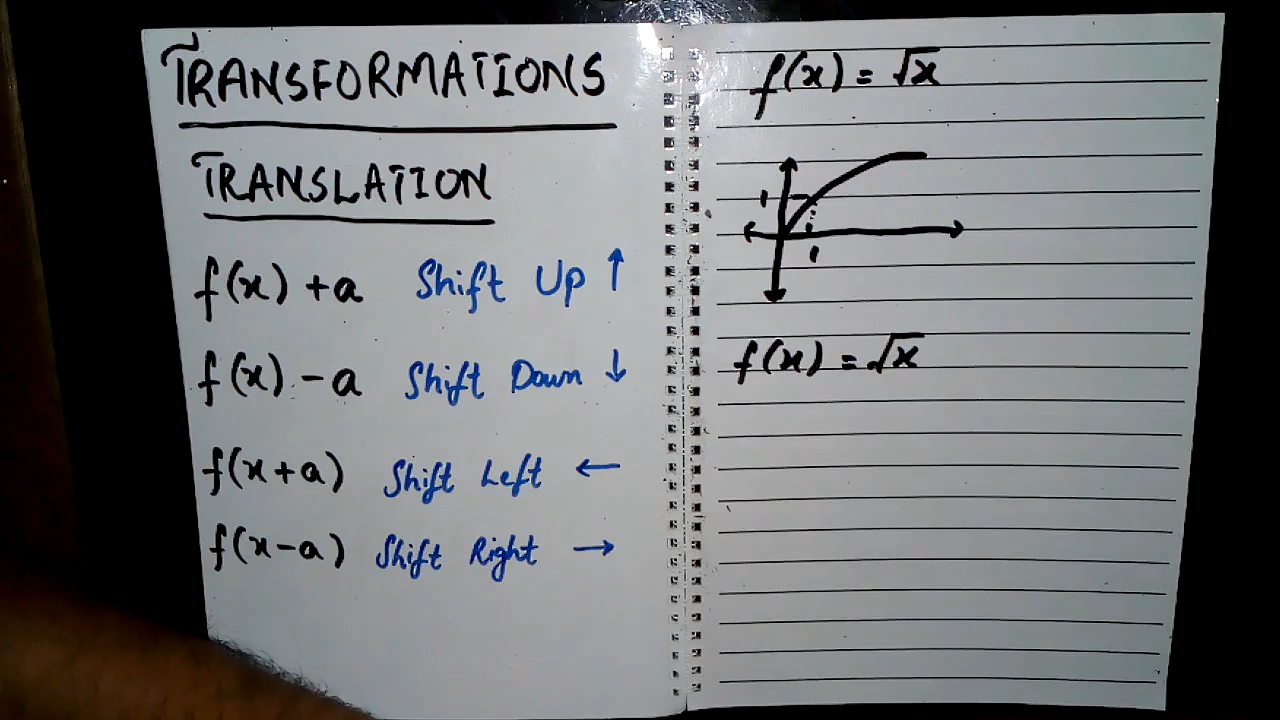 TRANSFORMATIONS
TRANSLATION
f(x) + a Shift Up ↑
f(x) - a Shift Down ↓
f(x + a) Shift Left ←
f(x - a) Shift Right →
f(x) = √x
1
1
f(x) = √x